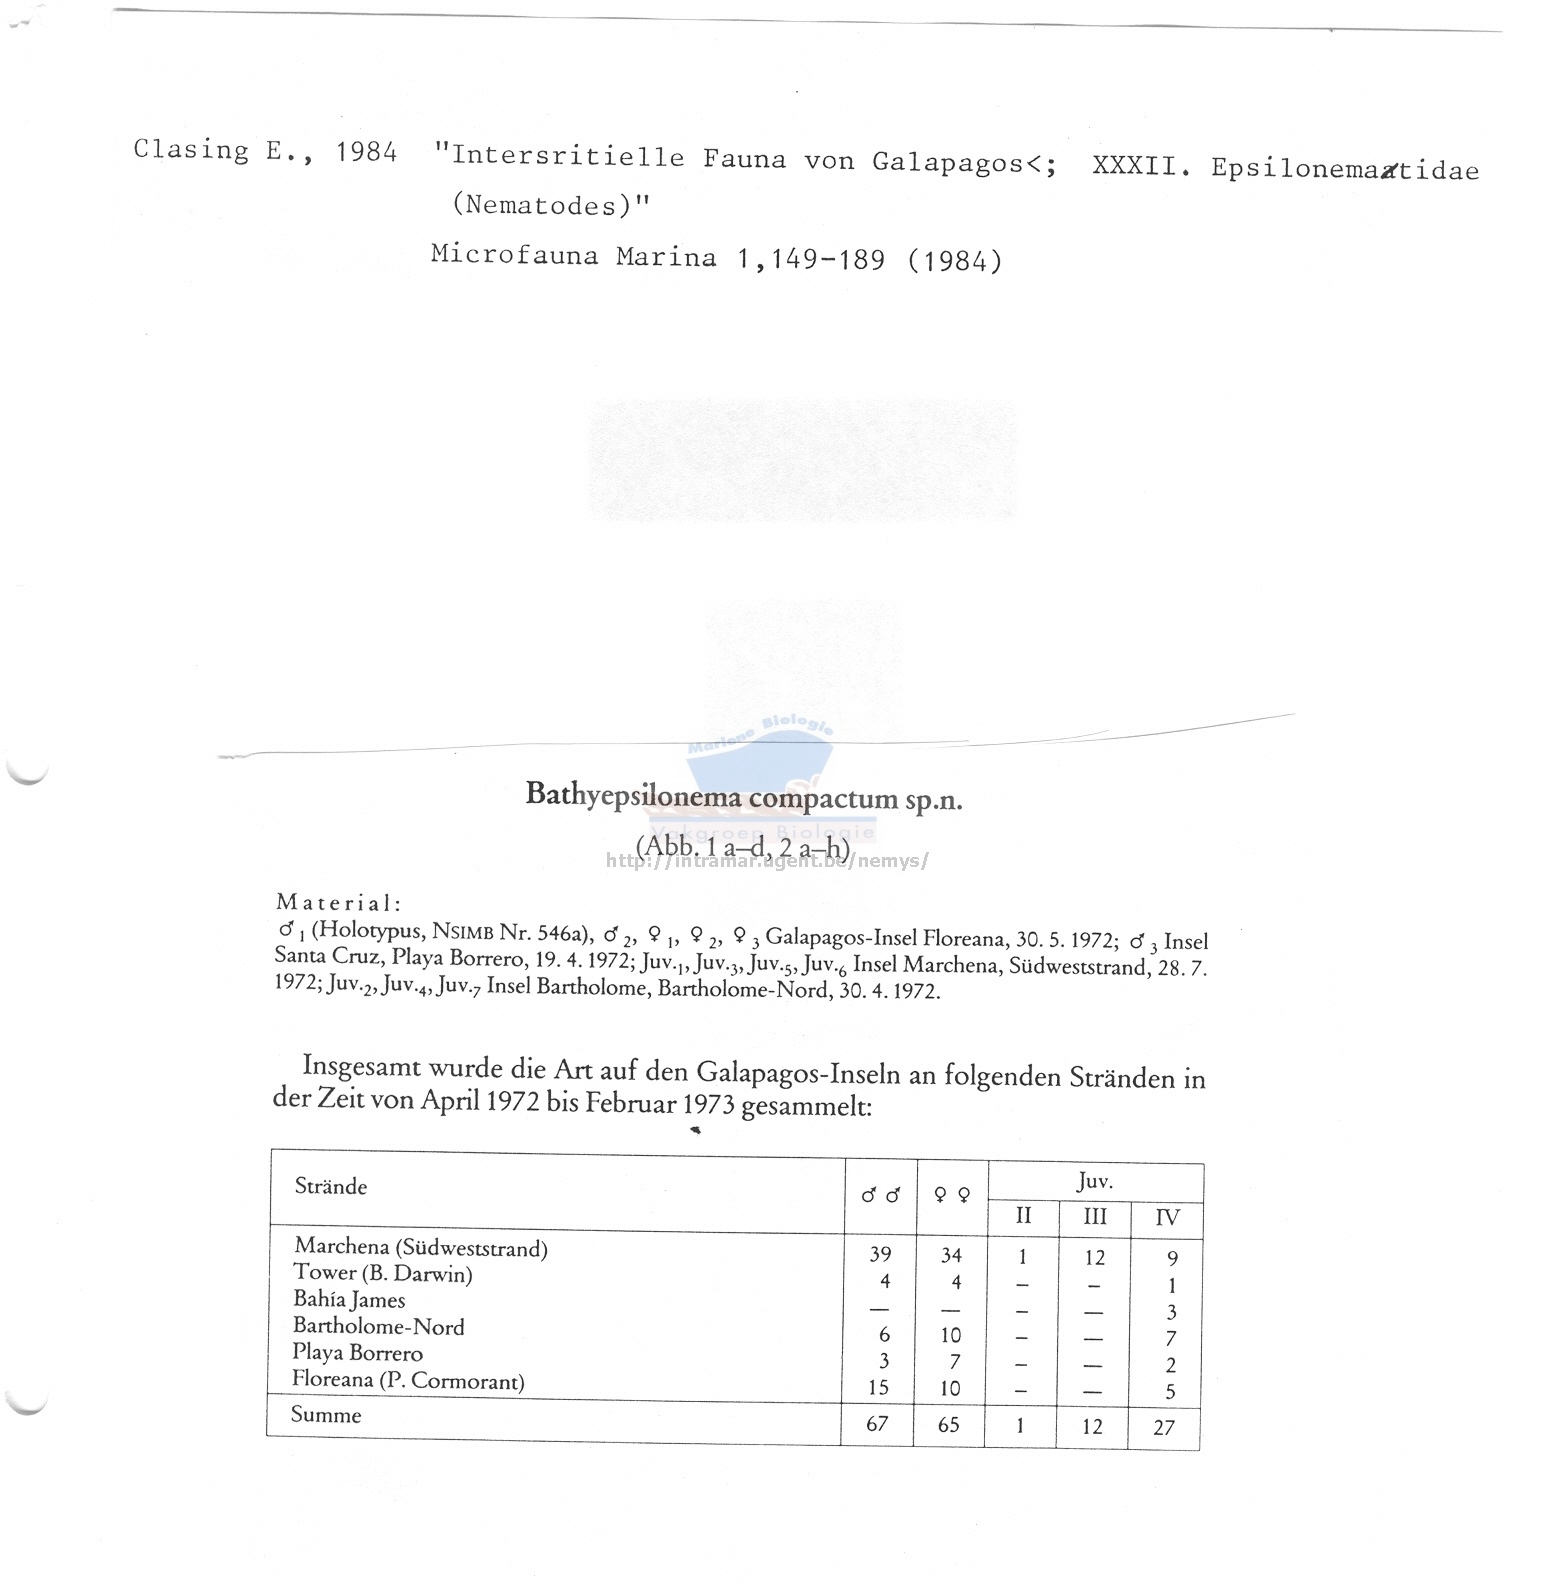 Clasing E., 1984 "Intersritielle Fauna von Galapagos<; XXXII. Epsilonematidae
(Nematodes)"
Microfauna Marina 1,149-189 (1984)
Mariene Biologie
Bathyepsilonema compactum sp.n.
Vakgroep Biologie
(Abb. 1 a–d, 2 a–h)
http://intramar.ugent.be/nemys/
Material:
♂1 (Holotypus, NSIMB Nr. 546a), ♂2, ♀1, ♀2, ♀3 Galapagos-Insel Floreana, 30. 5. 1972; ♂3 Insel
Santa Cruz, Playa Borrero, 19. 4. 1972; Juv.1, Juv.3, Juv.5, Juv.6 Insel Marchena, Südweststrand, 28. 7.
1972; Juv.2, Juv.4, Juv.7 Insel Bartholome, Bartholome-Nord, 30. 4. 1972.
Insgesamt wurde die Art auf den Galapagos-Inseln an folgenden Stränden in
der Zeit von April 1972 bis Februar 1973 gesammelt:
Strände ♂♂ ♀♀ Juv.
II III IV
Marchena (Südweststrand) 39 34 1 12 9
Tower (B. Darwin) 4 4 – – 1
Bahía James — — – — 3
Bartholome-Nord 6 10 – — 7
Playa Borrero 3 7 – — 2
Floreana (P. Cormorant) 15 10 – — 5
Summe 67 65 1 12 27